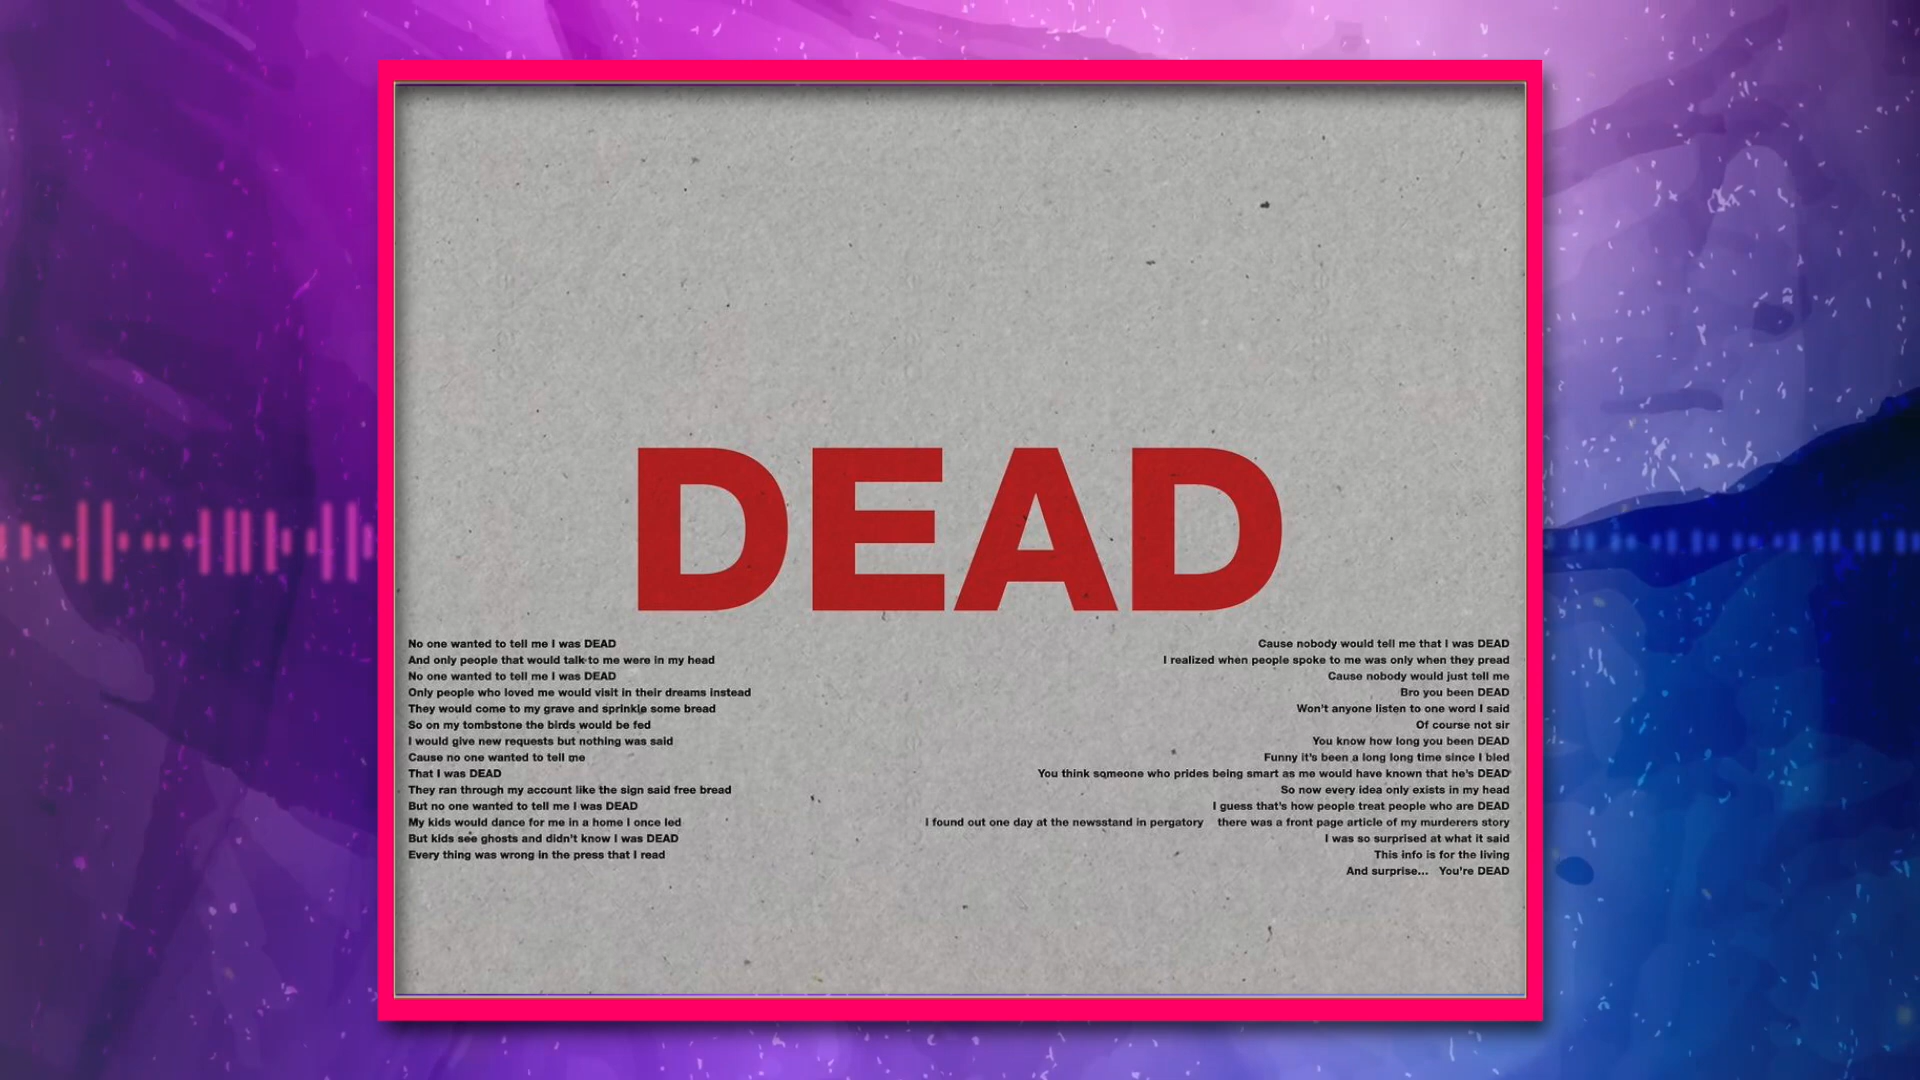 DEAD
No one wanted to tell me I was DEAD
And only people that would talk to me were in my head
No one wanted to tell me I was DEAD
Only people who loved me would visit in their dreams instead
They would come to my grave and sprinkle some bread
So on my tombstone the birds would be fed
I would give new requests but nothing was said
Cause no one wanted to tell me
That I was DEAD
They ran through my account like the sign said free bread
But no one wanted to tell me I was DEAD
My kids would dance for me in a home I once led
But kids see ghosts and didn't know I was DEAD
Every thing was wrong in the press that I read
Cause nobody would tell me that I was DEAD
I realized when people spoke to me was only when they pread
Cause nobody would just tell me
Bro you been DEAD
Won't anyone listen to one word I said
Of course not sir
You know how long you been DEAD
Funny it's been a long long time since I bled
You think someone who prides being smart as me would have known that he's DEAD
So now every idea only exists in my head
I guess that's how people treat people who are DEAD
I found out one day at the newsstand in pergatory there was a front page article of my murderers story
I was so surprised at what it said
This info is for the living
And surprise... You're DEAD